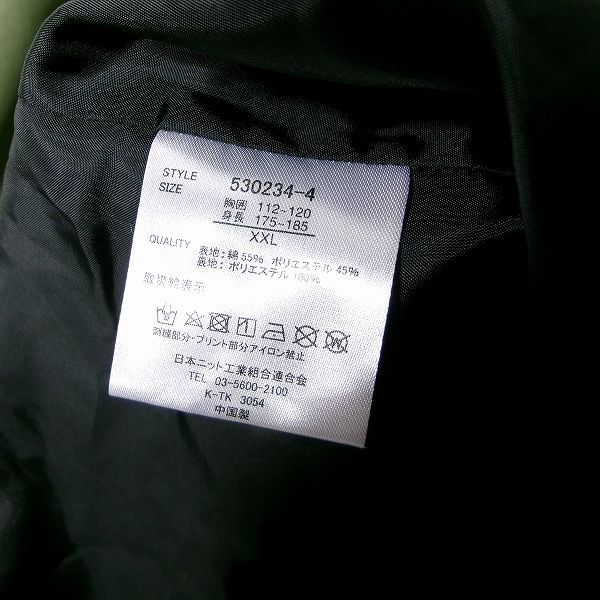 STYLE 530234-4
SIZE 胸囲 112-120
身長 175-185
XXL
QUALITY 表地:綿 55% ポリエステル 45%
裏地:ポリエステル 100%
取扱絵表示
刺繍部分・プリント部分アイロン禁止
日本ニット工業組合連合会
TEL 03-5600-2100
K-TK 3054
中国製